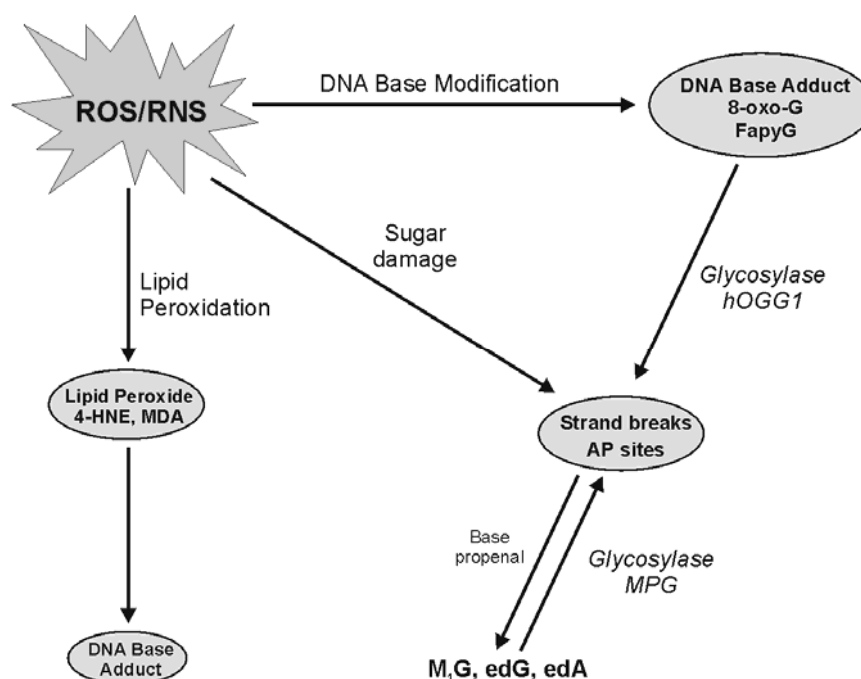 ROS/RNS
DNA Base Modification
DNA Base Adduct
8-oxo-G
FapyG
Sugar
damage
Lipid
Peroxidation
Glycosylase
hOGG1
Lipid Peroxide
4-HNE, MDA
Strand breaks
AP sites
Base
propenal
Glycosylase
MPG
DNA Base
Adduct
M,G, edG, edA